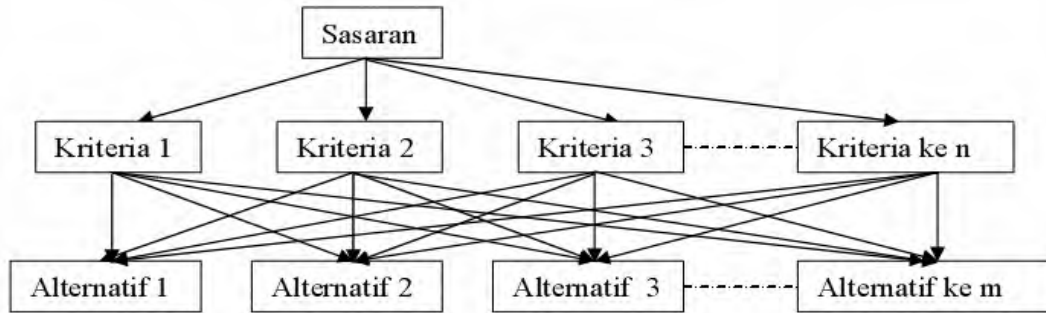 Sasaran
Kriteria 1
Kriteria 2
Kriteria 3
Kriteria ke n
Alternatif 1
Alternatif 2
Alternatif 3
Alternatif ke m